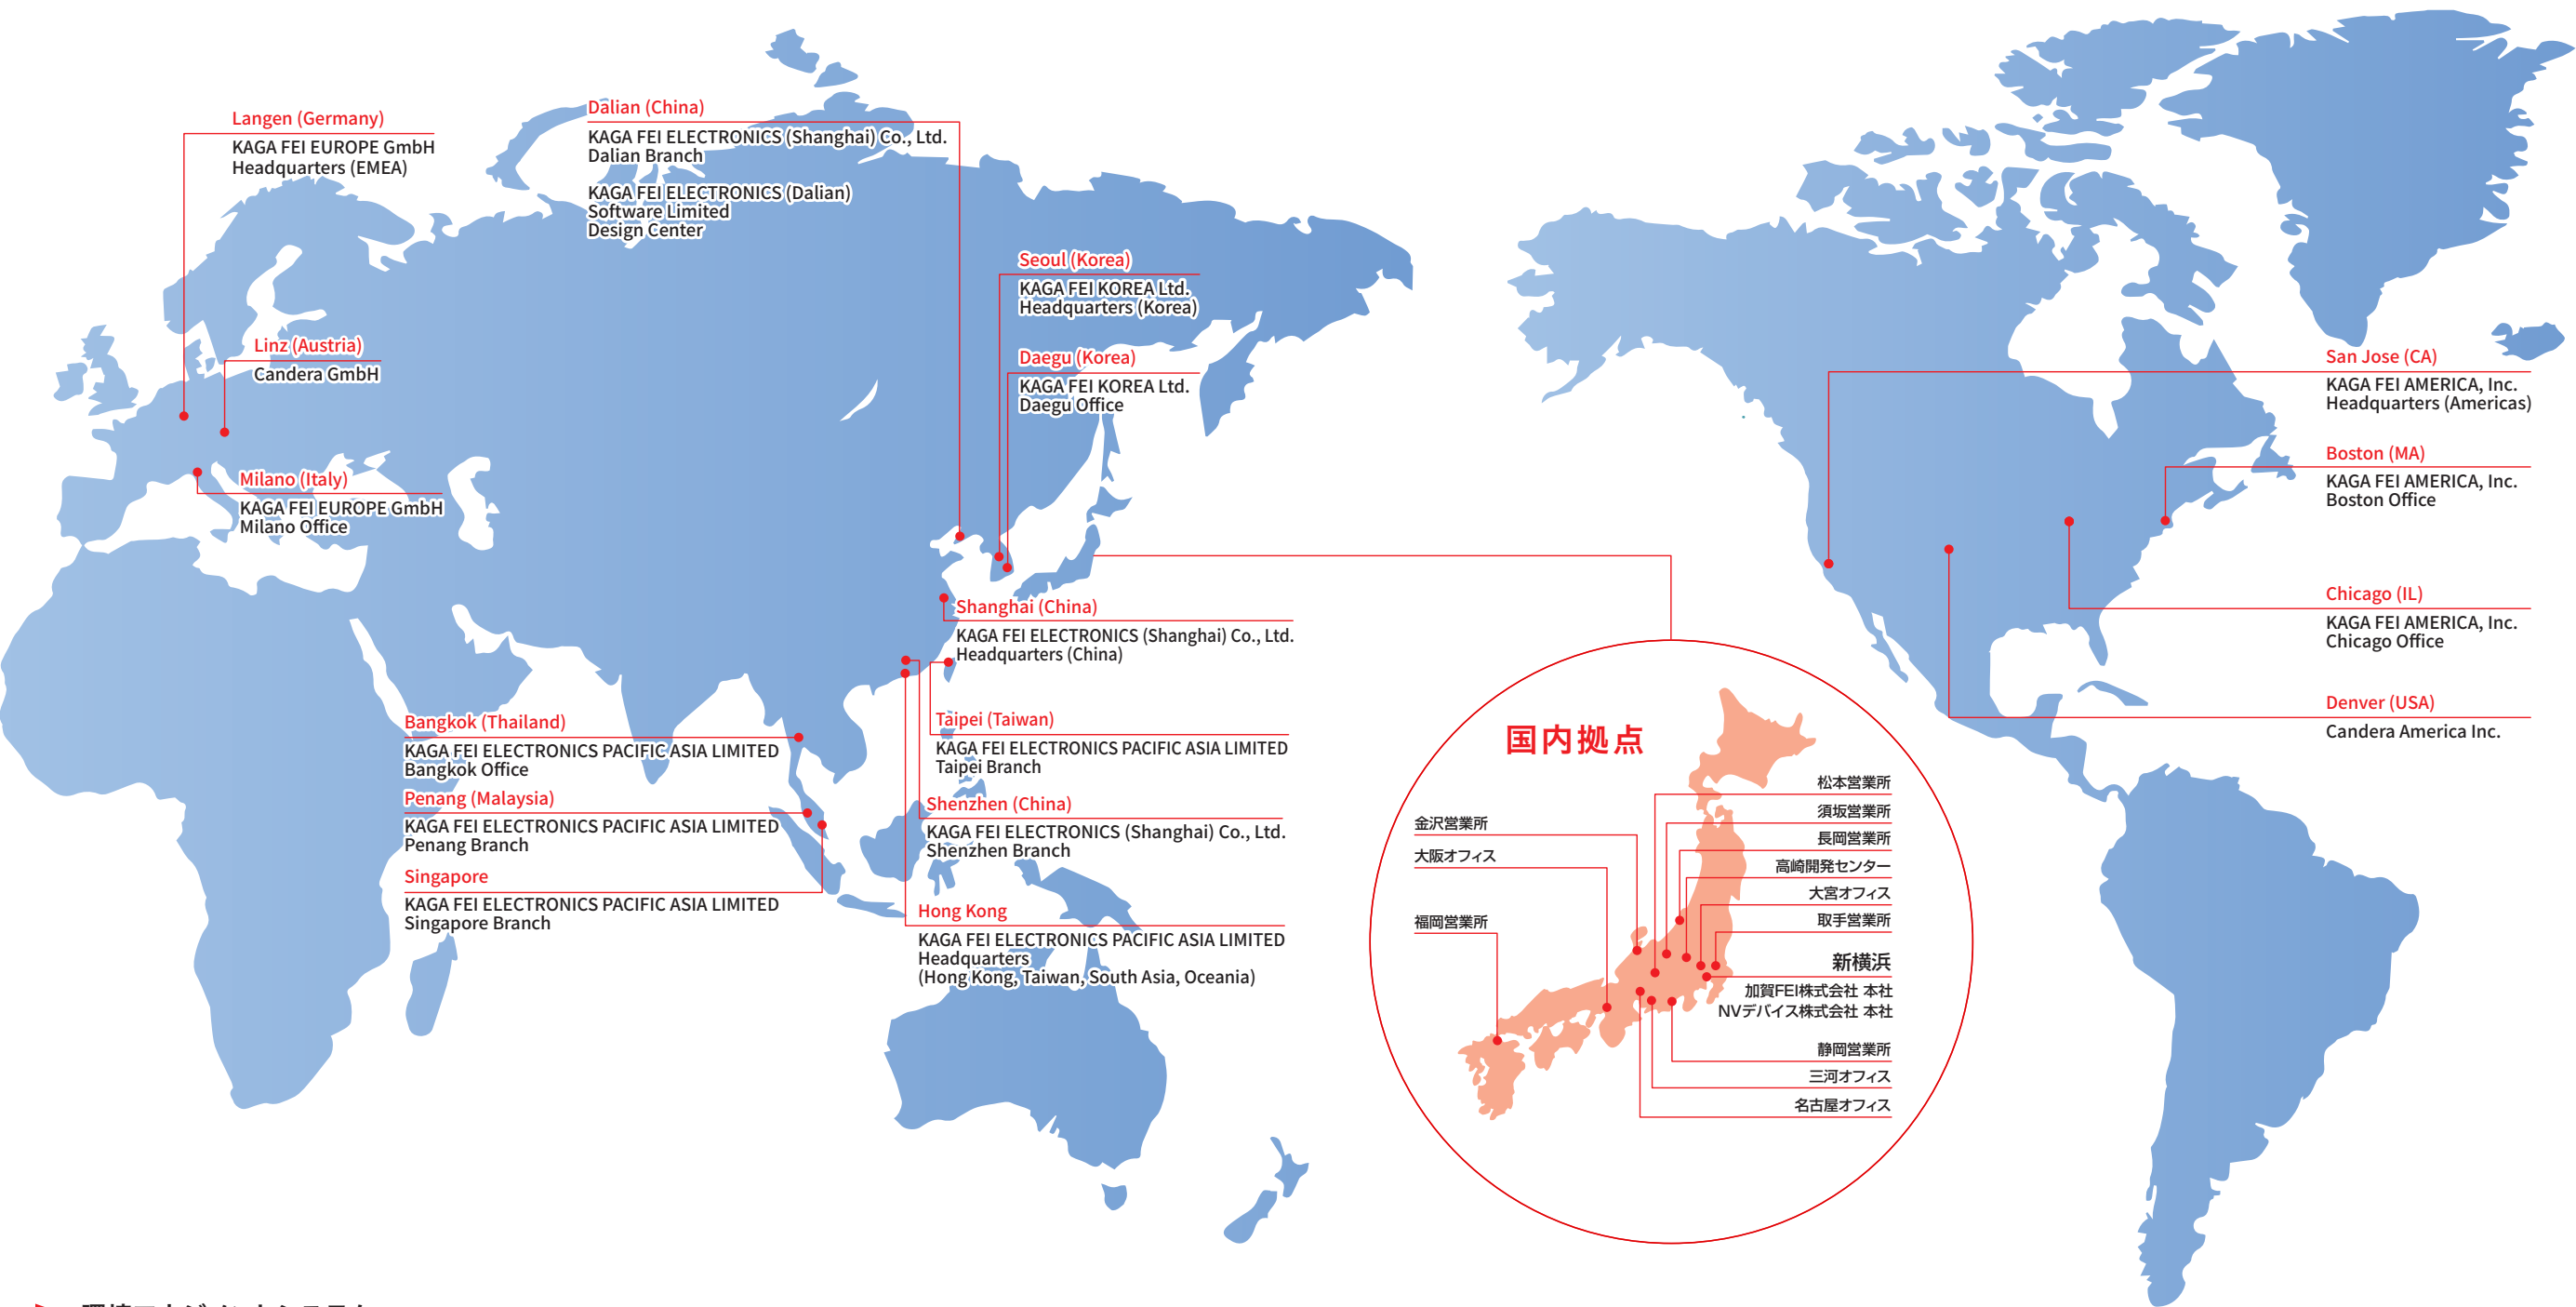 Langen (Germany)
KAGA FEI EUROPE GmbH
Headquarters (EMEA)
Dalian (China)
KAGA FEI ELECTRONICS (Shanghai) Co., Ltd.
Dalian Branch
KAGA FEI ELECTRONICS (Dalian)
Software Limited
Design Center
Seoul (Korea)
KAGA FEI KOREA Ltd.
Headquarters (Korea)
Daegu (Korea)
KAGA FEI KOREA Ltd.
Daegu Office
Linz (Austria)
Candera GmbH
Milano (Italy)
KAGA FEI EUROPE GmbH
Milano Office
Shanghai (China)
KAGA FEI ELECTRONICS (Shanghai) Co., Ltd.
Headquarters (China)
Taipei (Taiwan)
KAGA FEI ELECTRONICS PACIFIC ASIA LIMITED
Taipei Branch
Shenzhen (China)
KAGA FEI ELECTRONICS (Shanghai) Co., Ltd.
Shenzhen Branch
Hong Kong
KAGA FEI ELECTRONICS PACIFIC ASIA LIMITED
Headquarters
(Hong Kong, Taiwan, South Asia, Oceania)
Bangkok (Thailand)
KAGA FEI ELECTRONICS PACIFIC ASIA LIMITED
Bangkok Office
Penang (Malaysia)
KAGA FEI ELECTRONICS PACIFIC ASIA LIMITED
Penang Branch
Singapore
KAGA FEI ELECTRONICS PACIFIC ASIA LIMITED
Singapore Branch
San Jose (CA)
KAGA FEI AMERICA, Inc.
Headquarters (Americas)
Boston (MA)
KAGA FEI AMERICA, Inc.
Boston Office
Chicago (IL)
KAGA FEI AMERICA, Inc.
Chicago Office
Denver (USA)
Candera America Inc.
国内拠点
金沢営業所
大阪オフィス
福岡営業所
松本営業所
須坂営業所
長岡営業所
高崎開発センター
大宮オフィス
取手営業所
新横浜
加賀FEI株式会社 本社
NVデバイス株式会社 本社
静岡営業所
三河オフィス
名古屋オフィス